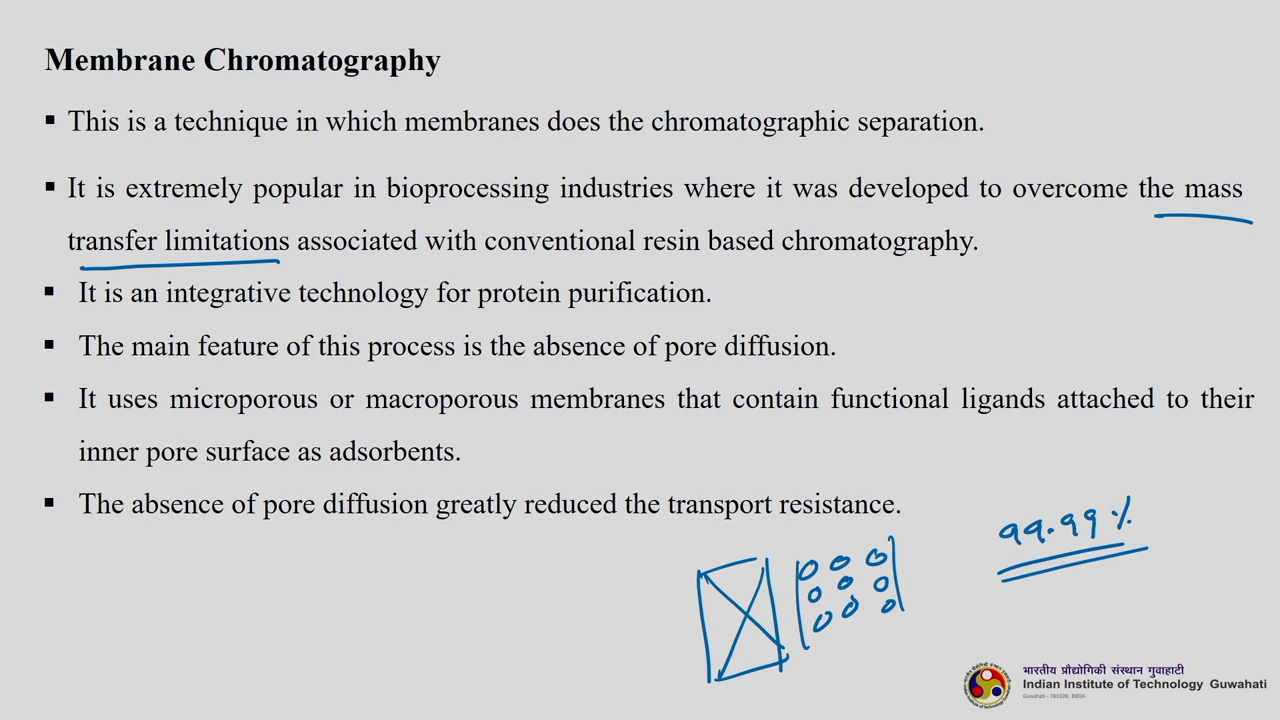 Membrane Chromatography
▪ This is a technique in which membranes does the chromatographic separation.
▪ It is extremely popular in bioprocessing industries where it was developed to overcome the mass
transfer limitations associated with conventional resin based chromatography.
▪ It is an integrative technology for protein purification.
▪ The main feature of this process is the absence of pore diffusion.
▪ It uses microporous or macroporous membranes that contain functional ligands attached to their
inner pore surface as adsorbents.
▪ The absence of pore diffusion greatly reduced the transport resistance.
99.99%
भारतीय प्रौद्योगिकी संस्थान गुवाहाटी
Indian Institute of Technology Guwahati
Guwahati - 781039, INDIA